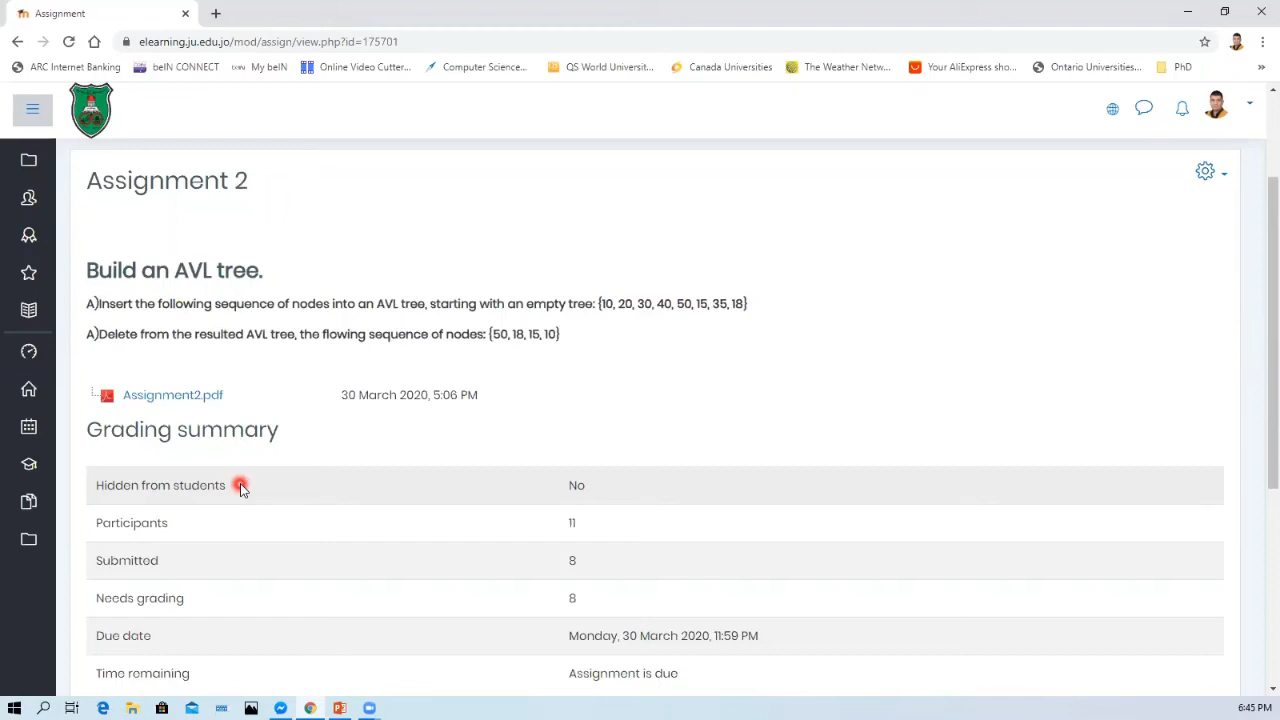 Assignment
elearning.ju.edu.jo/mod/assign/view.php?id=175701
ARC Internet Banking
beIN CONNECT
beIN
My beIN
Online Video Cutter...
Computer Science...
QS World Universit...
Canada Universities
The Weather Netw...
Your AliExpress sho...
Ontario Universities...
PhD
»
Assignment 2
Build an AVL tree.
A)Insert the following sequence of nodes into an AVL tree, starting with an empty tree: {10, 20, 30, 40, 50, 15, 35, 18}
A)Delete from the resulted AVL tree, the flowing sequence of nodes: {50, 18, 15, 10}
Assignment2.pdf 30 March 2020, 5:06 PM
Grading summary
Hidden from students No
Participants 11
Submitted 8
Needs grading 8
Due date Monday, 30 March 2020, 11:59 PM
Time remaining Assignment is due
6:45 PM